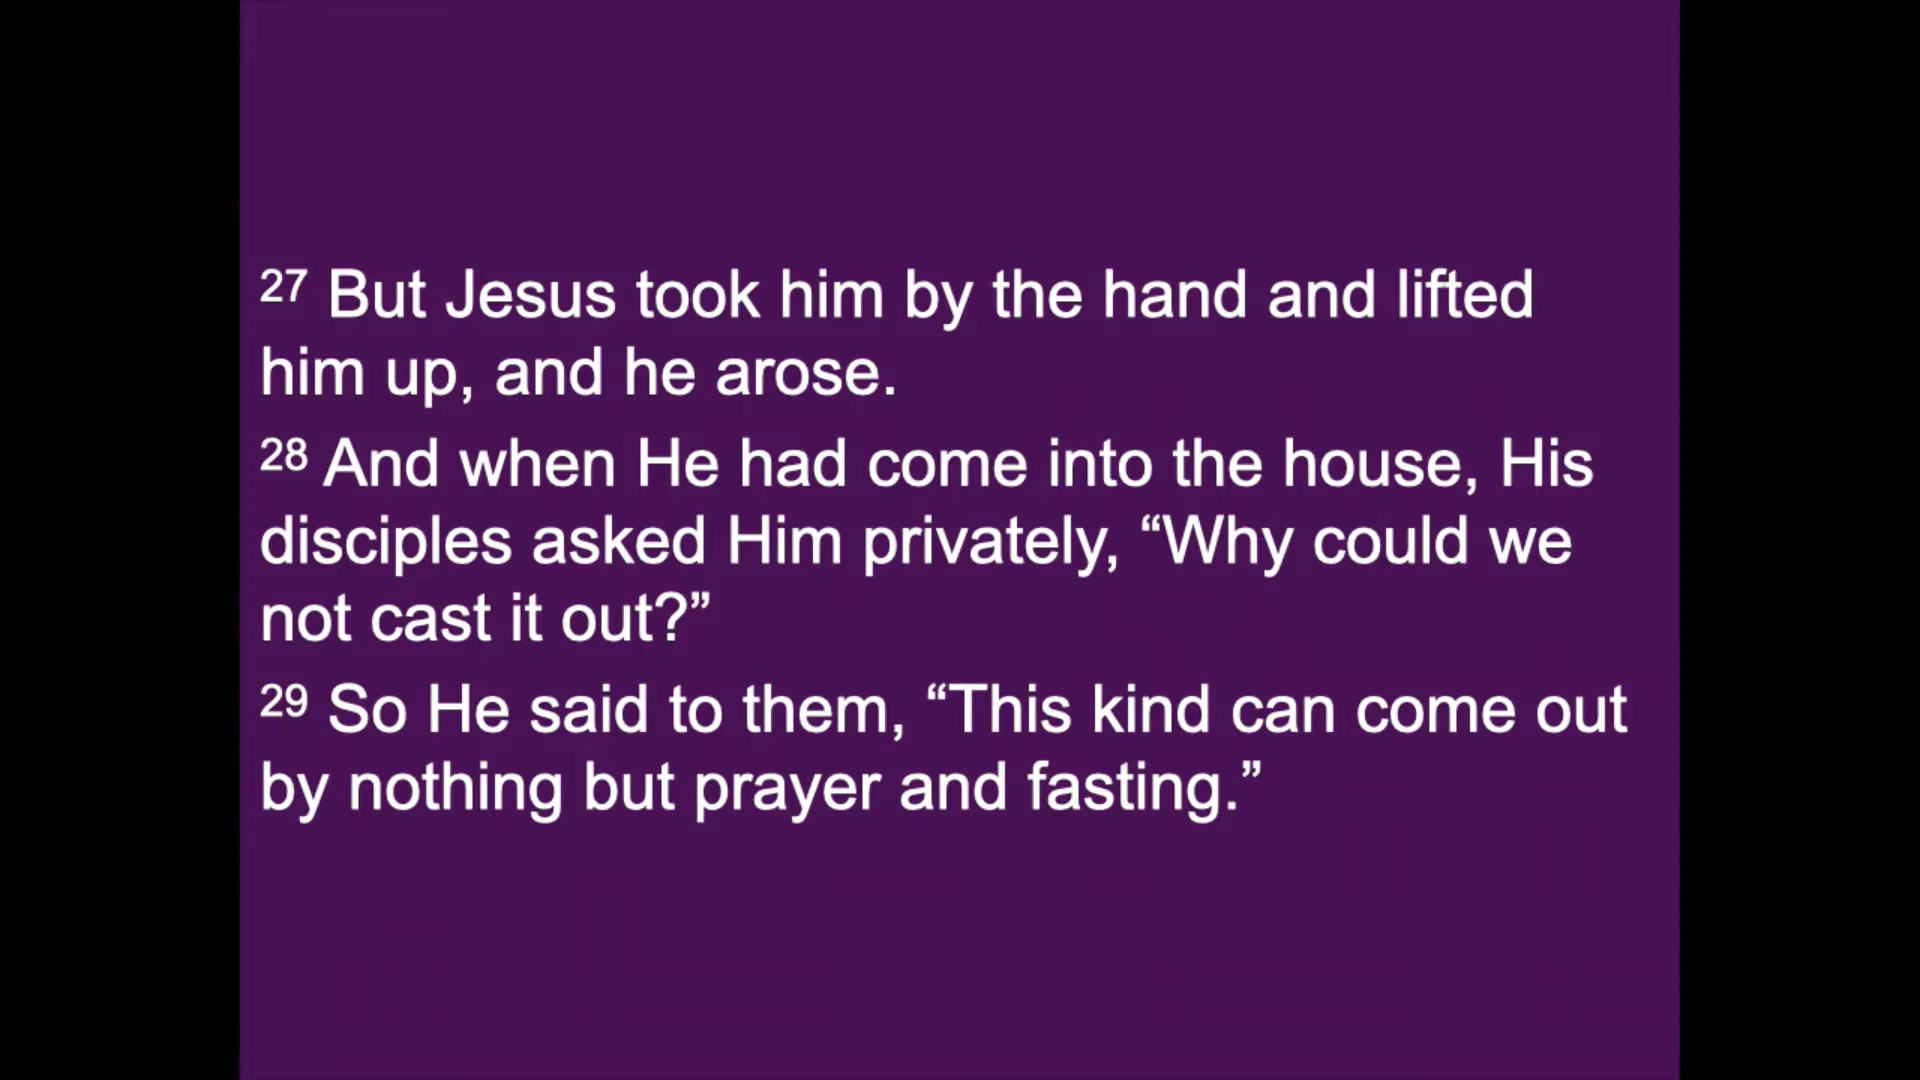 27 But Jesus took him by the hand and lifted
him up, and he arose.
28 And when He had come into the house, His
disciples asked Him privately, “Why could we
not cast it out?”
29 So He said to them, “This kind can come out
by nothing but prayer and fasting.”